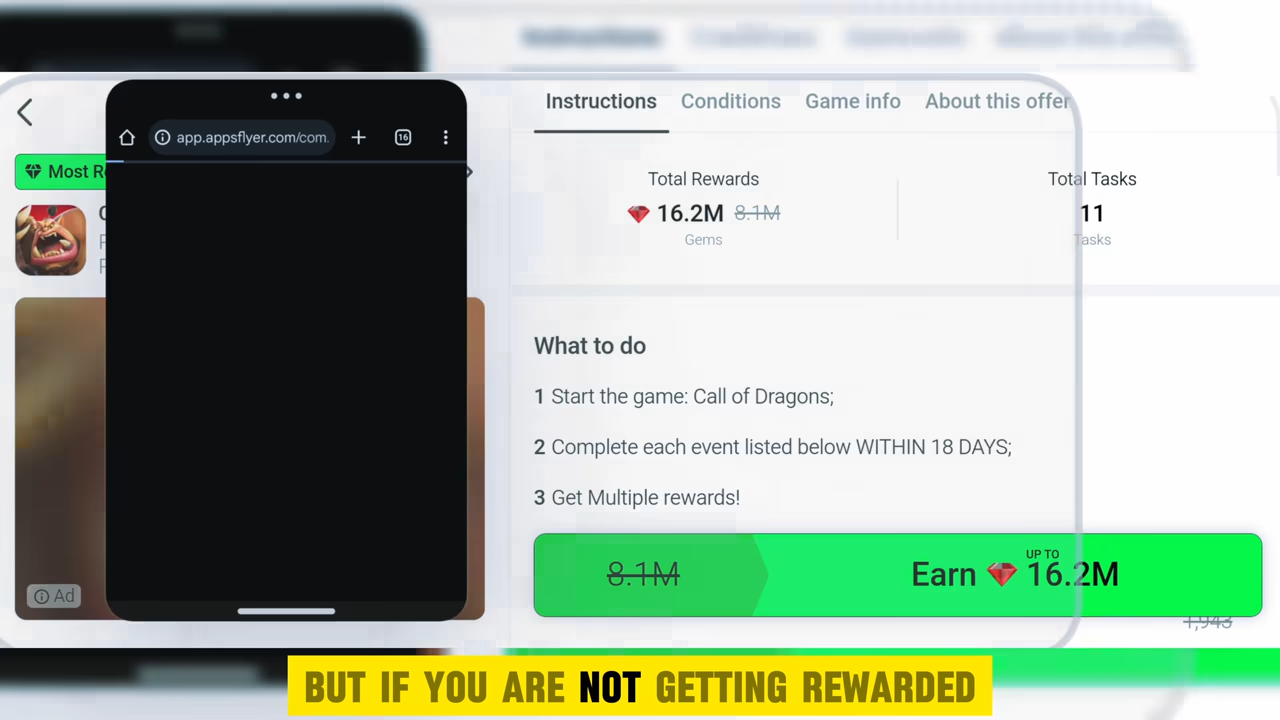 Instructions
Conditions
Game info
About this offer
app.appsflyer.com/com.
16
Most R
Total Rewards
16.2M 8.1M
Gems
Total Tasks
11
Tasks
What to do
1 Start the game: Call of Dragons;
2 Complete each event listed below WITHIN 18 DAYS;
3 Get Multiple rewards!
Ad
8.1M
Earn UP TO 16.2M
1,943
BUT IF YOU ARE NOT GETTING REWARDED